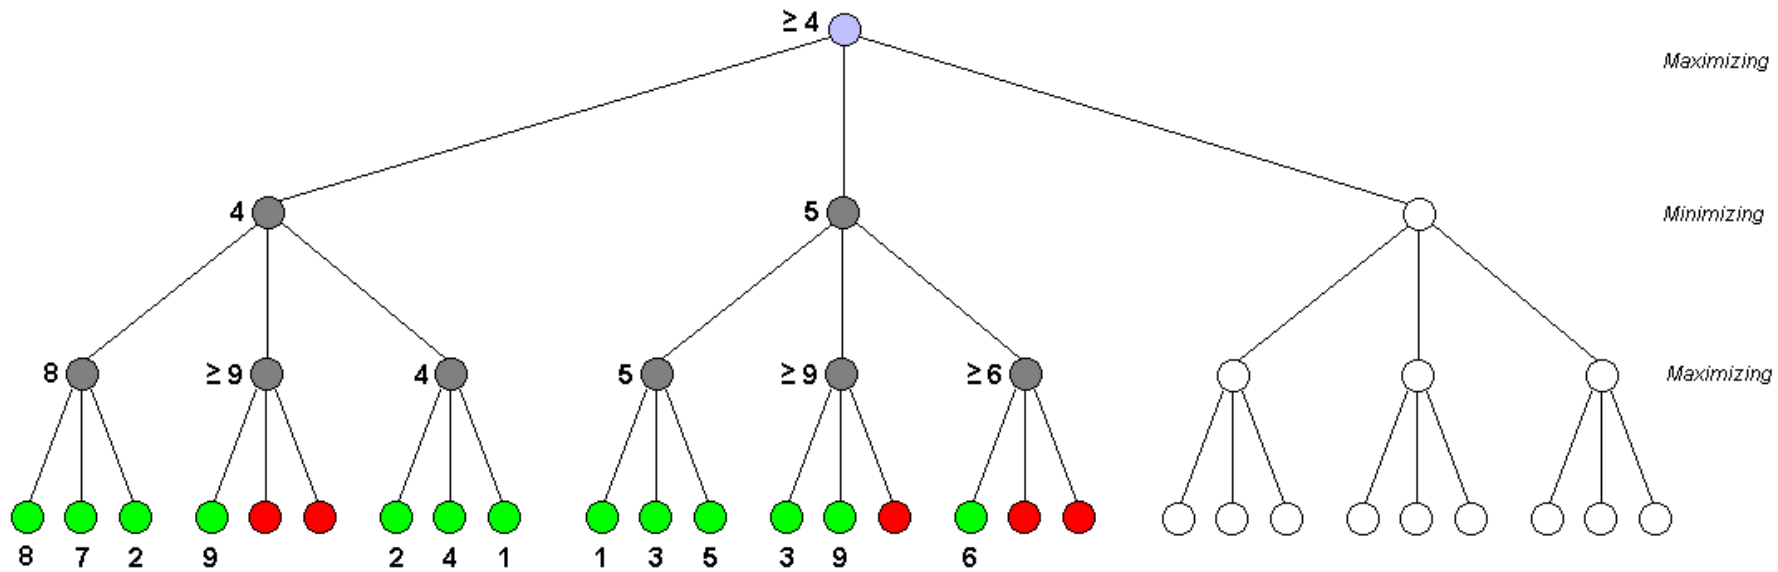 ≥ 4
Maximizing
4
5
Minimizing
8
≥ 9
4
5
≥ 9
≥ 6
Maximizing
8 7 2 9 2 4 1 1 3 5 3 9 6